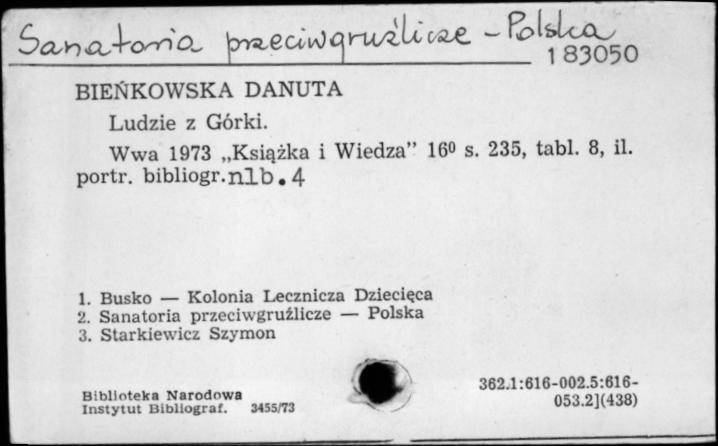 Sanatoria przeciwgruźlicze - Polska
183050
BIEŃKOWSKA DANUTA
Ludzie z Górki.
Wwa 1973 „Książka i Wiedza” 16⁰ s. 235, tabl. 8, il.
portr. bibliogr. nlb. 4
1. Busko — Kolonia Lecznicza Dziecięca
2. Sanatoria przeciwgruźlicze — Polska
3. Starkiewicz Szymon
Biblioteka Narodowa
Instytut Bibliograf. 3455/73
362.1:616-002.5:616-
053.2](438)